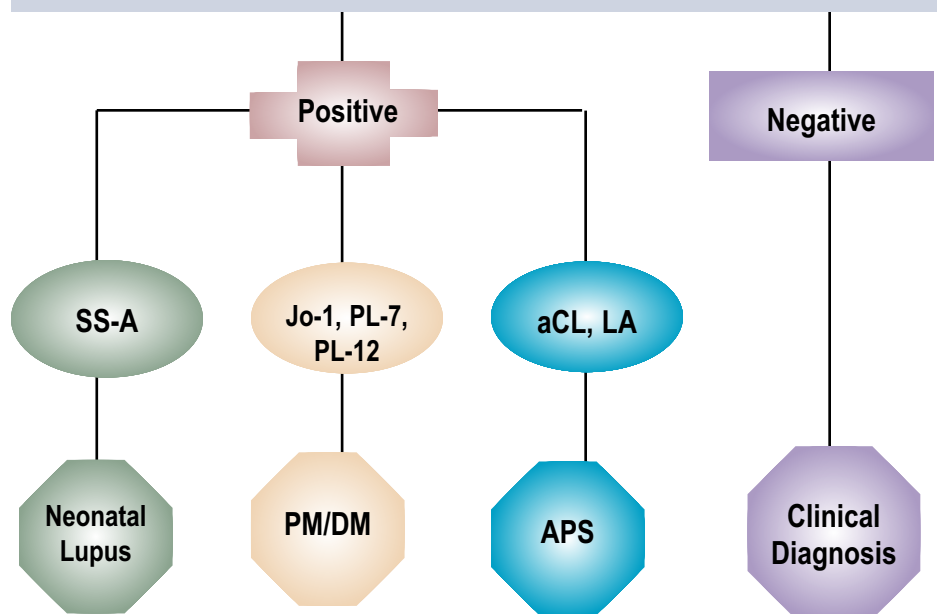 Positive
Negative
SS-A
Jo-1, PL-7,
PL-12
aCL, LA
Neonatal
Lupus
PM/DM
APS
Clinical
Diagnosis